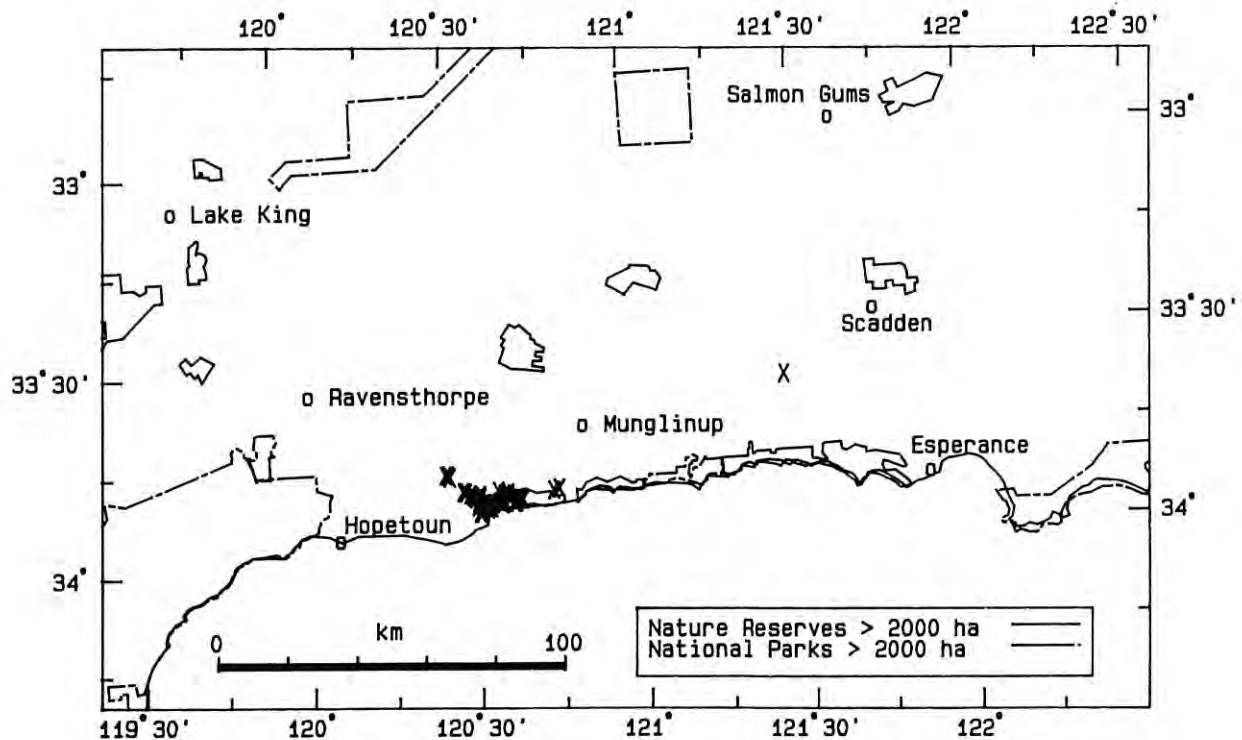 120° 120°30' 121° 121°30' 122° 122°30'
Salmon Gums
33°
33°
Lake King
33°30'
Scadden
X
33°30'
Ravensthorpe
Munglinup
Esperance
34°
Hopetoun
34°
0 km 100
Nature Reserves > 2000 ha
National Parks > 2000 ha
119°30' 120° 120°30' 121° 121°30' 122°